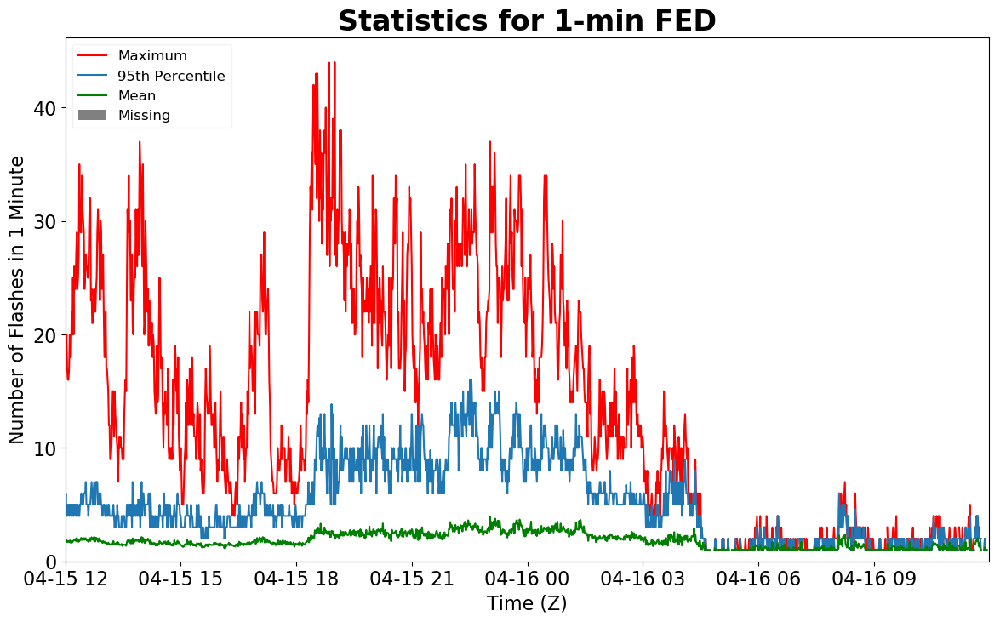 Statistics for 1-min FED
Maximum
95th Percentile
Mean
Missing
Number of Flashes in 1 Minute
40
30
20
10
0
04-15 12
04-15 15
04-15 18
04-15 21
04-16 00
04-16 03
04-16 06
04-16 09
Time (Z)